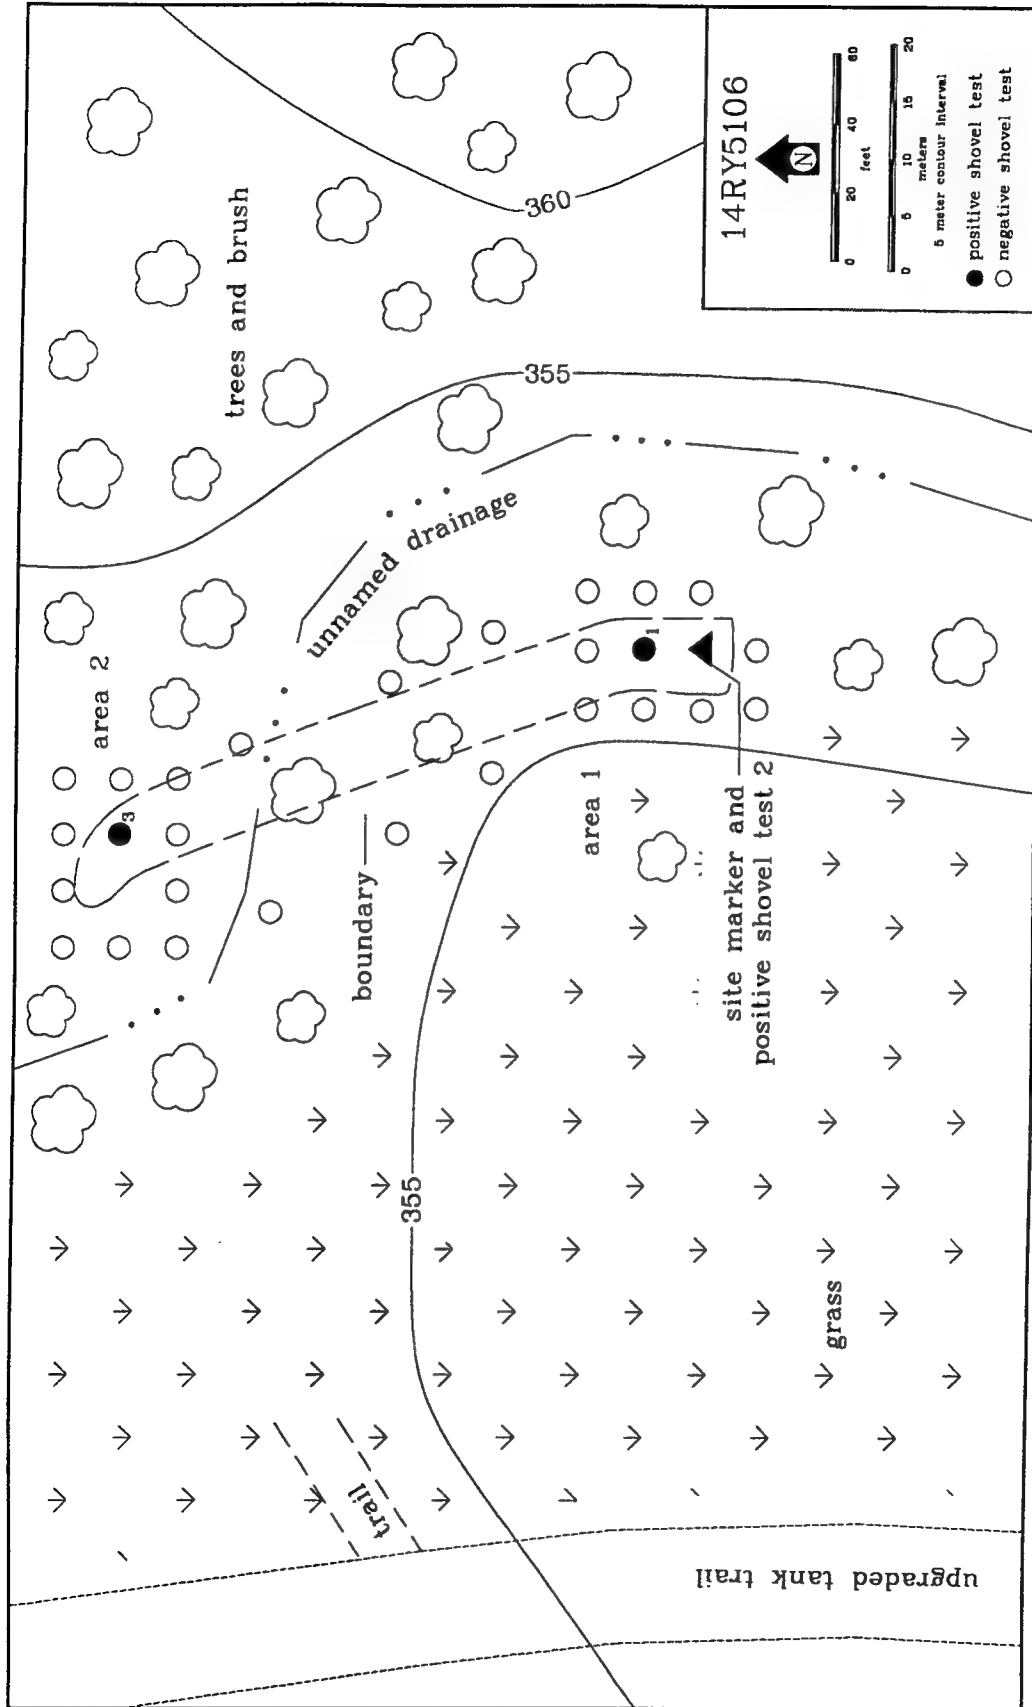 trees and brush
360
355
unnamed drainage
area 2
3
boundary
1
area 1
site marker and
positive shovel test 2
355
grass
trail
upgraded tank trail
14RY5106
N
0 20 40 60
feet
0 5 10 15 20
meters
5 meter contour interval
positive shovel test
negative shovel test